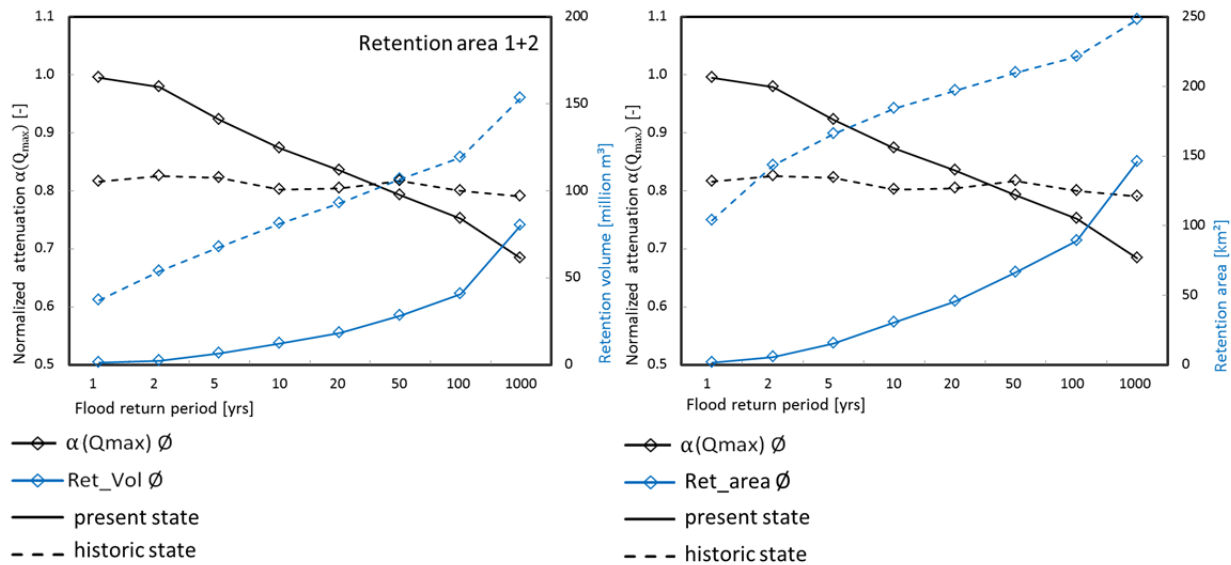 Retention area 1+2
Normalized attenuation α(Qmax) [-]
1.1
1.0
0.9
0.8
0.7
0.6
0.5
200
150
100
50
0
Retention volume [million m³]
1 2 5 10 20 50 100 1000
Flood return period [yrs]
α(Qmax) Ø
Ret_Vol Ø
present state
historic state
Normalized attenuation α(Qmax) [-]
1.1
1.0
0.9
0.8
0.7
0.6
0.5
250
200
150
100
50
0
Retention area [km²]
1 2 5 10 20 50 100 1000
Flood return period [yrs]
α(Qmax) Ø
Ret_area Ø
present state
historic state